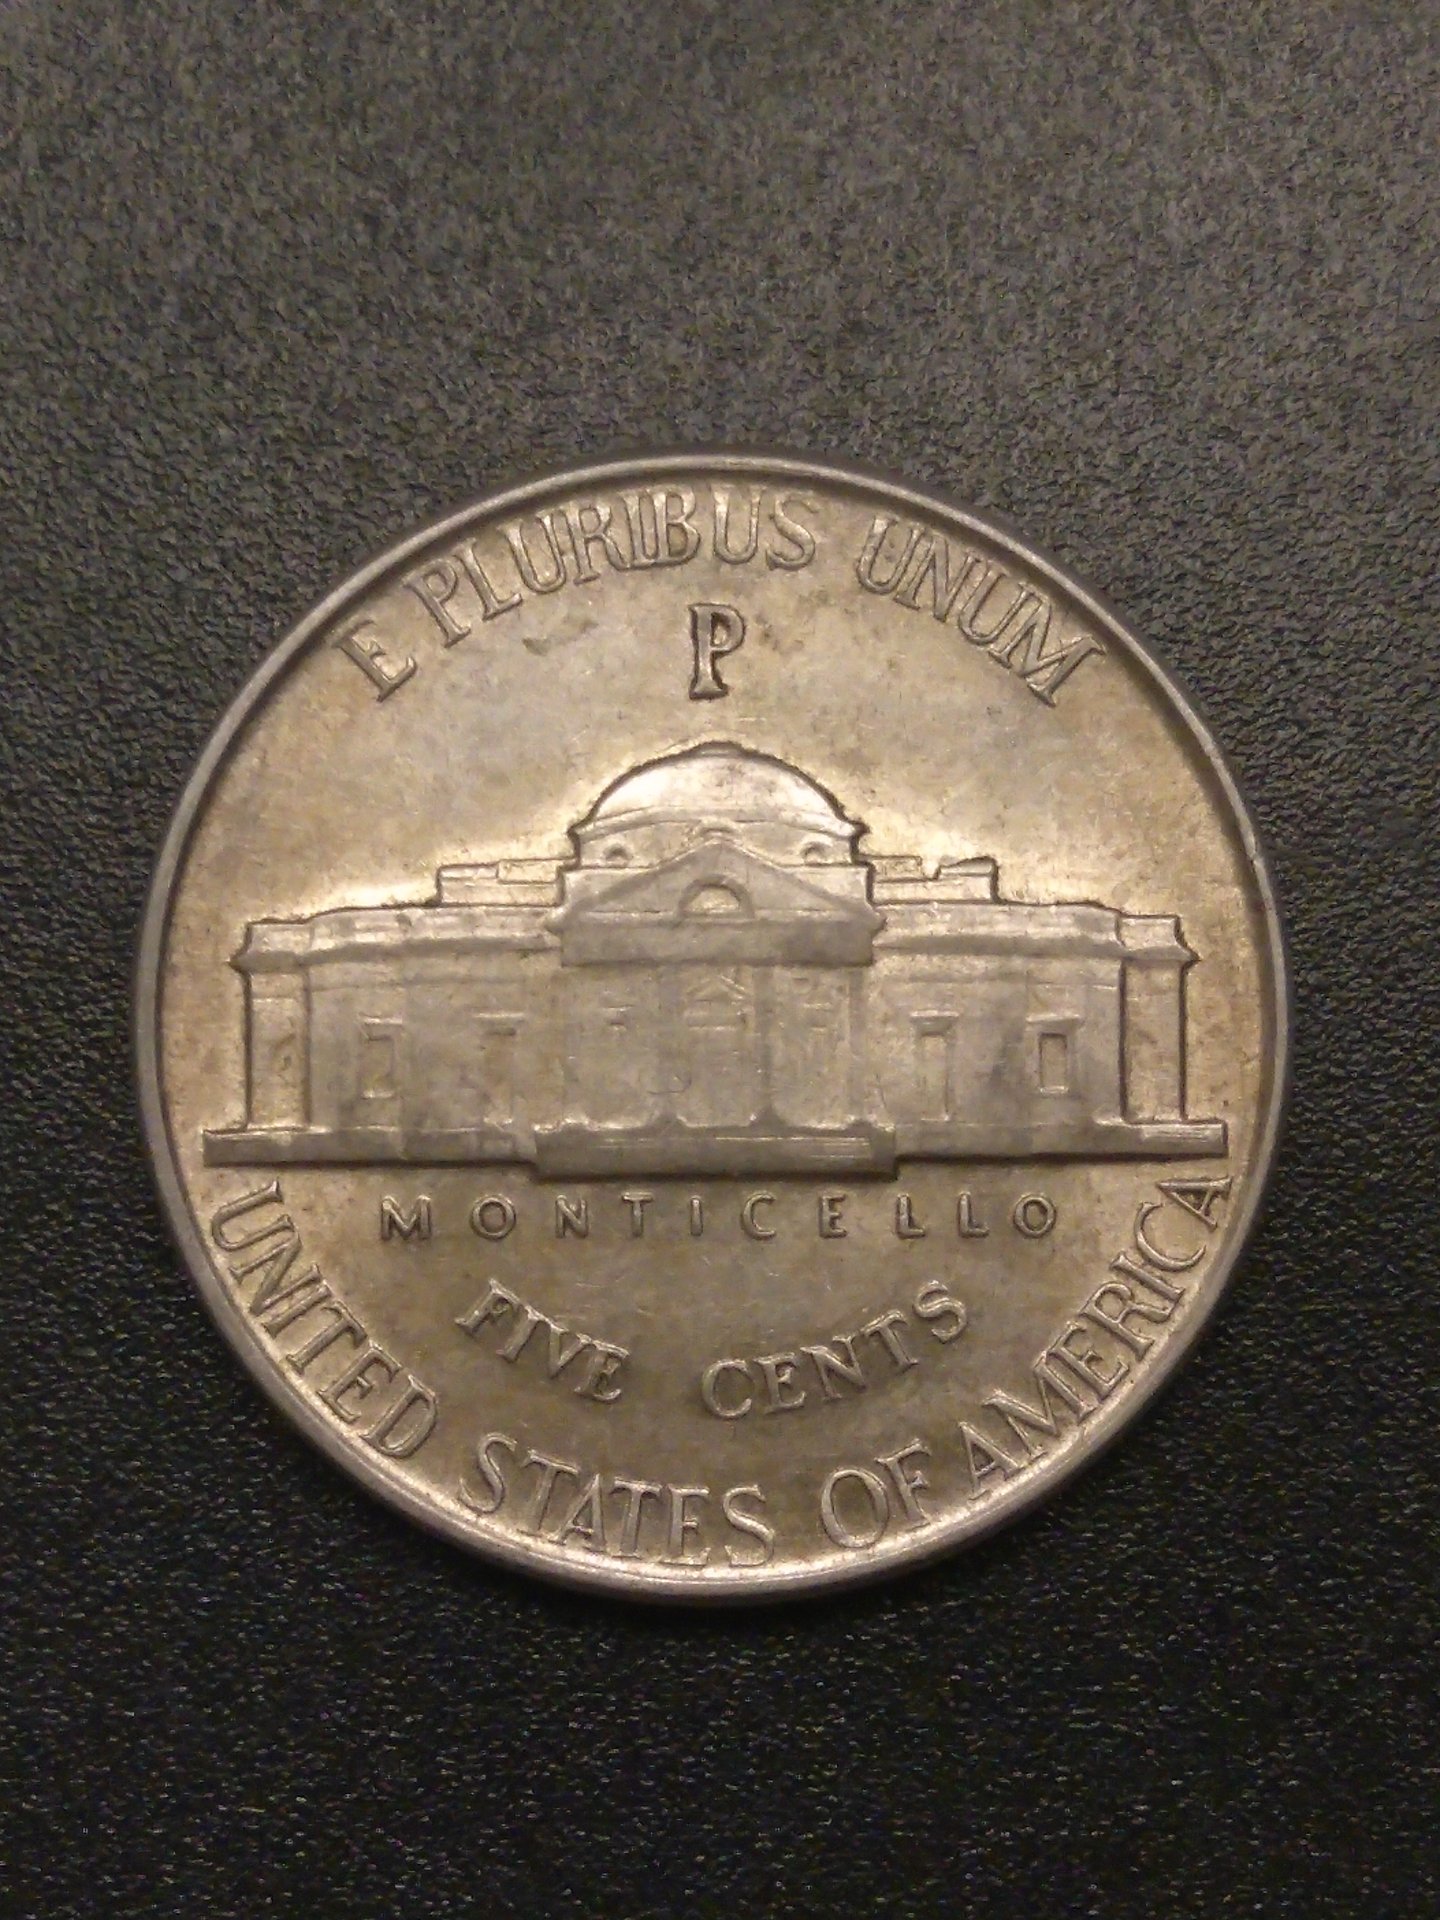 E PLURIBUS UNUM
P
MONTICELLO
FIVE CENTS
UNITED STATES OF AMERICA